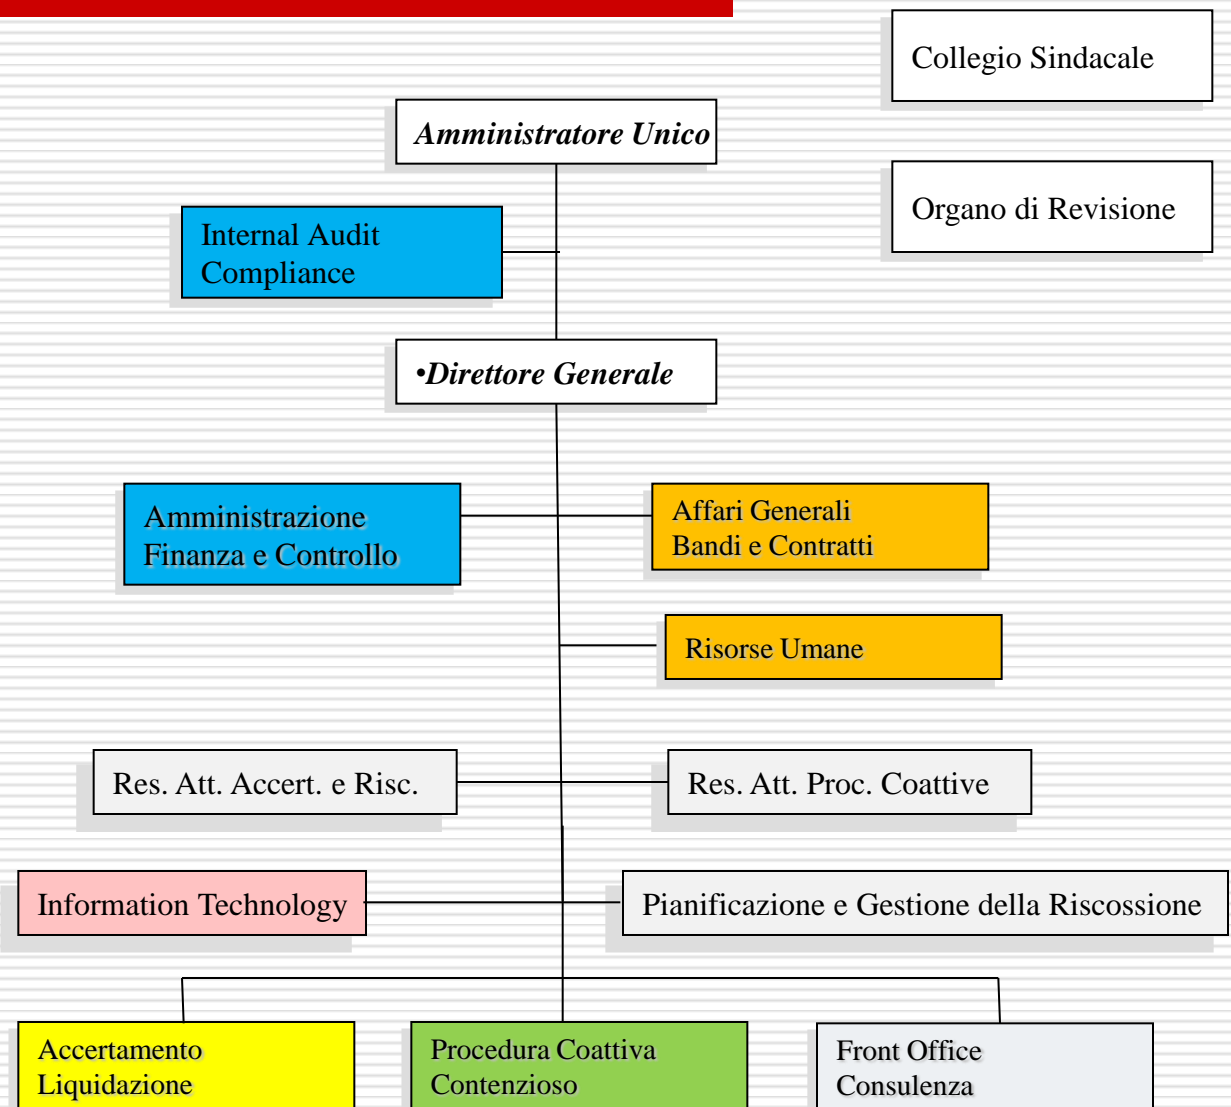 Collegio Sindacale
Amministratore Unico
Organo di Revisione
Internal Audit
Compliance
•Direttore Generale
Amministrazione
Finanza e Controllo
Affari Generali
Bandi e Contratti
Risorse Umane
Res. Att. Accert. e Risc.
Res. Att. Proc. Coattive
Information Technology
Pianificazione e Gestione della Riscossione
Accertamento
Liquidazione
Procedura Coattiva
Contenzioso
Front Office
Consulenza